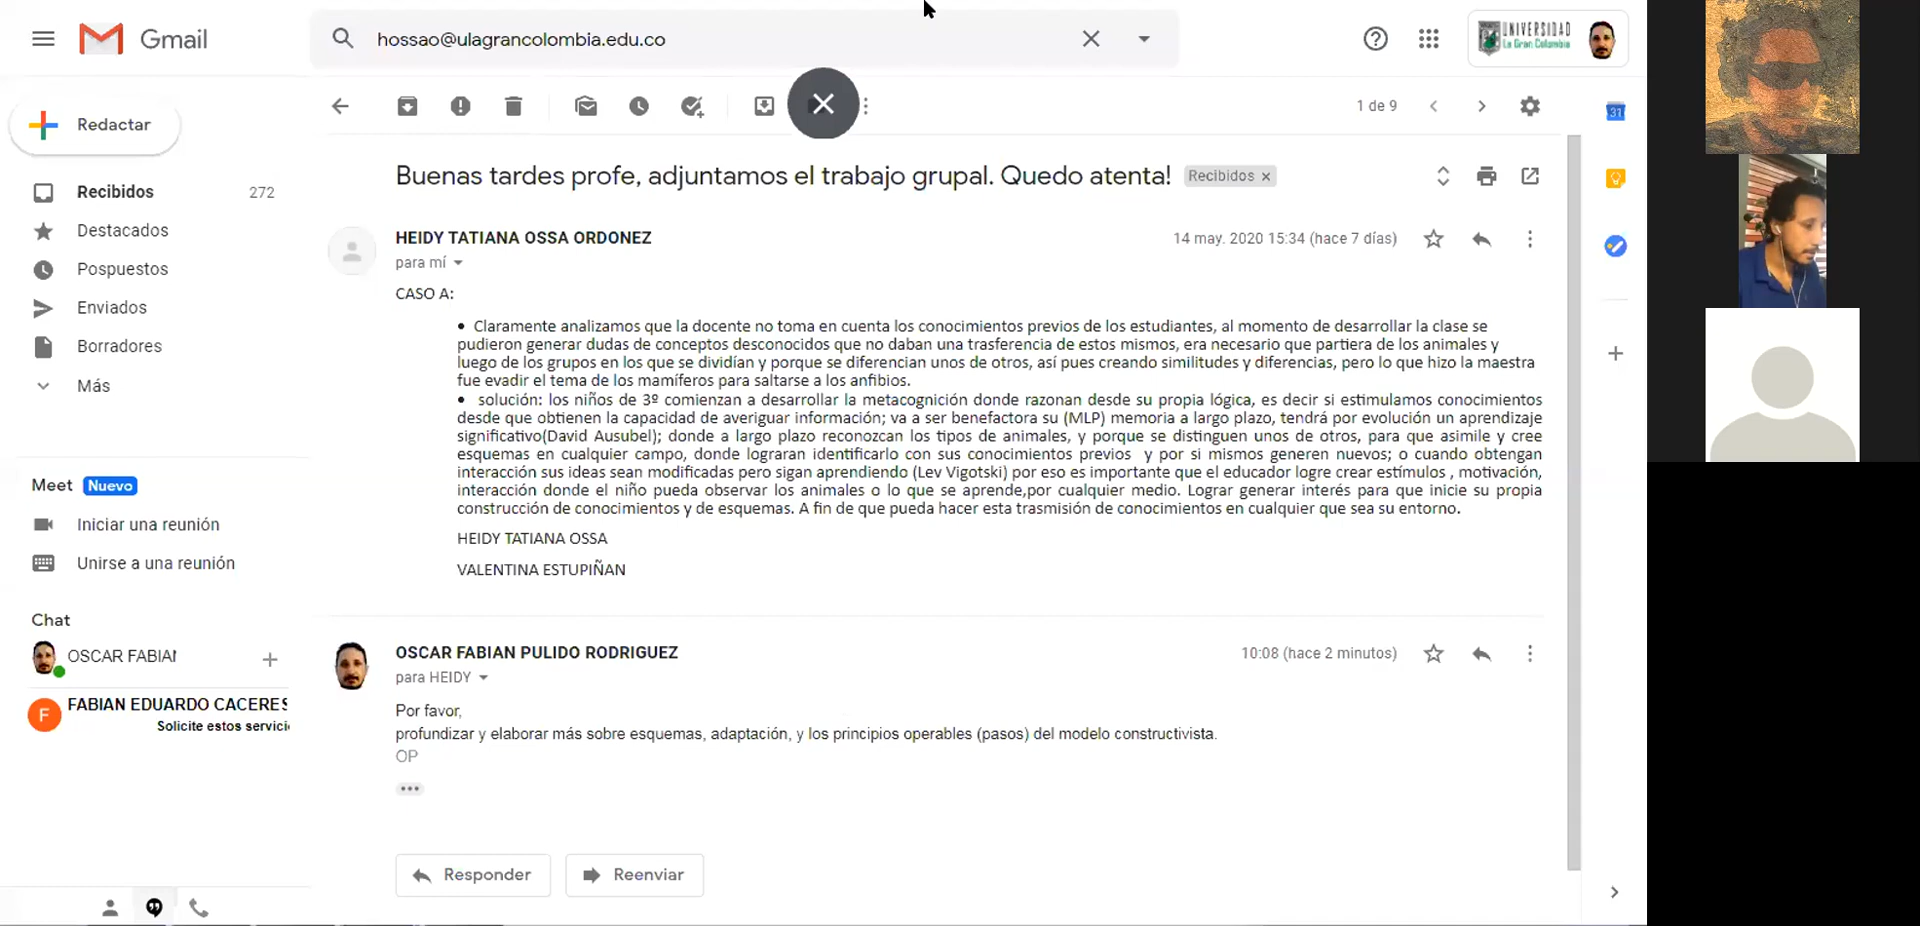 Gmail
hossao@ulagrancolombia.edu.co
UNIVERSIDAD
La Gran Colombia
Redactar
1 de 9
31
Recibidos 272
Destacados
Pospuestos
Enviados
Borradores
Más
Meet Nuevo
Iniciar una reunión
Unirse a una reunión
Chat
OSCAR FABIAN
F FABIAN EDUARDO CACERES
Solicite estos servicio
Buenas tardes profe, adjuntamos el trabajo grupal. Quedo atenta! Recibidos x
HEIDY TATIANA OSSA ORDONEZ 14 may. 2020 15:34 (hace 7 días)
para mí
CASO A:
• Claramente analizamos que la docente no toma en cuenta los conocimientos previos de los estudiantes, al momento de desarrollar la clase se
pudieron generar dudas de conceptos desconocidos que no daban una trasferencia de estos mismos, era necesario que partiera de los animales y
luego de los grupos en los que se dividían y porque se diferencian unos de otros, así pues creando similitudes y diferencias, pero lo que hizo la maestra
fue evadir el tema de los mamíferos para saltarse a los anfibios.
• solución: los niños de 3º comienzan a desarrollar la metacognición donde razonan desde su propia lógica, es decir si estimulamos conocimientos
desde que obtienen la capacidad de averiguar información; va a ser benefactora su (MLP) memoria a largo plazo, tendrá por evolución un aprendizaje
significativo(David Ausubel); donde a largo plazo reconozcan los tipos de animales, y porque se distinguen unos de otros, para que asimile y cree
esquemas en cualquier campo, donde lograran identificarlo con sus conocimientos previos y por si mismos generen nuevos; o cuando obtengan
interacción sus ideas sean modificadas pero sigan aprendiendo (Lev Vigotski) por eso es importante que el educador logre crear estímulos , motivación,
interacción donde el niño pueda observar los animales o lo que se aprende,por cualquier medio. Lograr generar interés para que inicie su propia
construcción de conocimientos y de esquemas. A fin de que pueda hacer esta trasmisión de conocimientos en cualquier que sea su entorno.
HEIDY TATIANA OSSA
VALENTINA ESTUPIÑAN
OSCAR FABIAN PULIDO RODRIGUEZ 10:08 (hace 2 minutos)
para HEIDY
Por favor,
profundizar y elaborar más sobre esquemas, adaptación, y los principios operables (pasos) del modelo constructivista.
OP
Responder
Reenviar